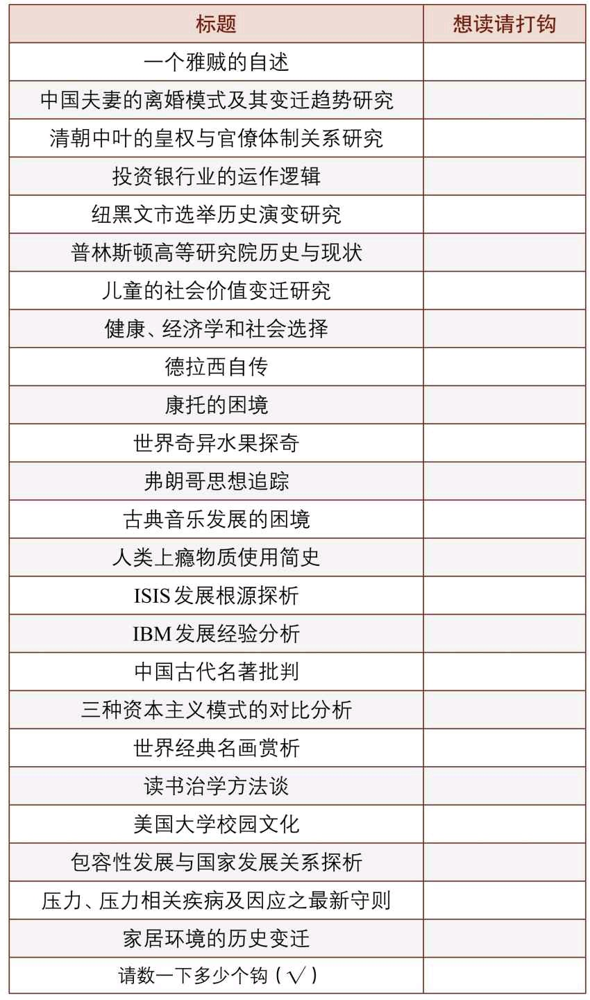 标题 想读请打钩
一个雅贼的自述
中国夫妻的离婚模式及其变迁趋势研究
清朝中叶的皇权与官僚体制关系研究
投资银行业的运作逻辑
纽黑文市选举历史演变研究
普林斯顿高等研究院历史与现状
儿童的社会价值变迁研究
健康、经济学和社会选择
德拉西自传
康托的困境
世界奇异水果探奇
弗朗哥思想追踪
古典音乐发展的困境
人类上瘾物质使用简史
ISIS发展根源探析
IBM发展经验分析
中国古代名著批判
三种资本主义模式的对比分析
世界经典名画赏析
读书治学方法谈
美国大学校园文化
包容性发展与国家发展关系探析
压力、压力相关疾病及因应之最新守则
家居环境的历史变迁
请数一下多少个钩（√）